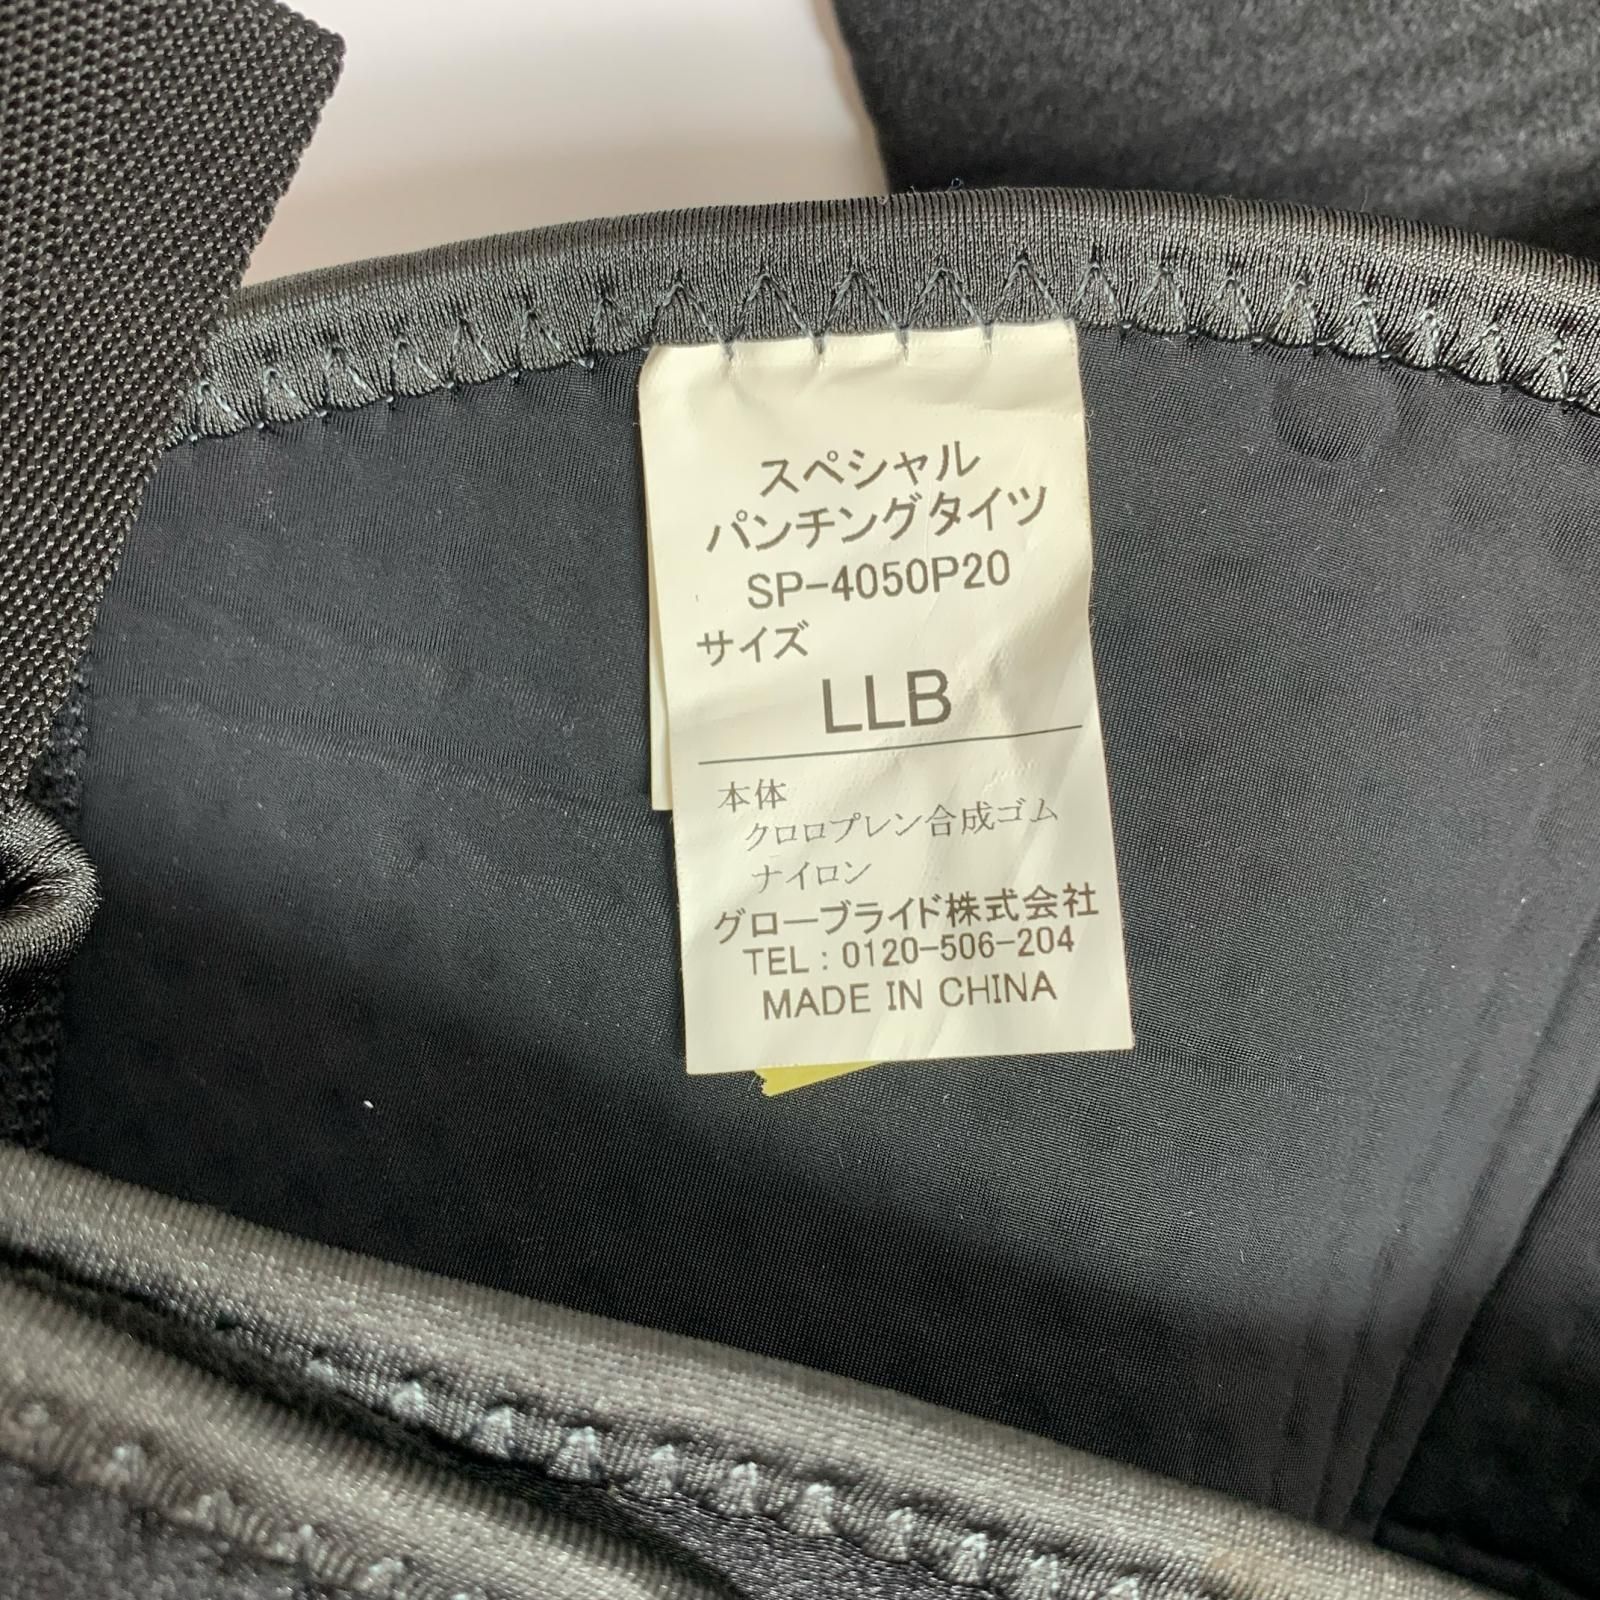 スペシャル
パンチングタイツ
SP-4050P20
サイズ
LLB
本体
クロロプレン合成ゴム
ナイロン
グローブライド株式会社
TEL : 0120-506-204
MADE IN CHINA